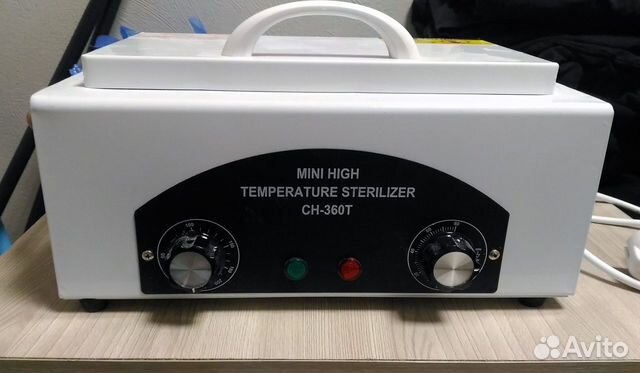 MINI HIGH
TEMPERATURE STERILIZER
CH-360T
Avito